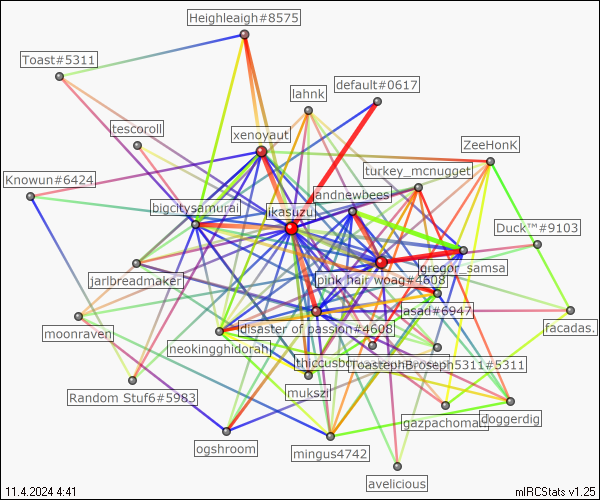 Heighleaigh#8575
Toast#5311
default#0617
lahnk
tescoroll
xenoyaut
ZeeHonK
turkey_mcnugget
Knowun#6424
andnewbees
bigcitysamurai
ikasuzu
Duck™#9103
gregor_samsa
jarlbreadmaker
pink hair woag#4608
asad#6947
moonraven
disaster of passion#4608
facadas.
neokingghidorah
ToastephBroseph5311#5311
mukszi
Random Stuf6#5983
doggerdig
ogshroom
mingus4742
avelicious
11.4.2024 4:41
mIRCStats v1.25